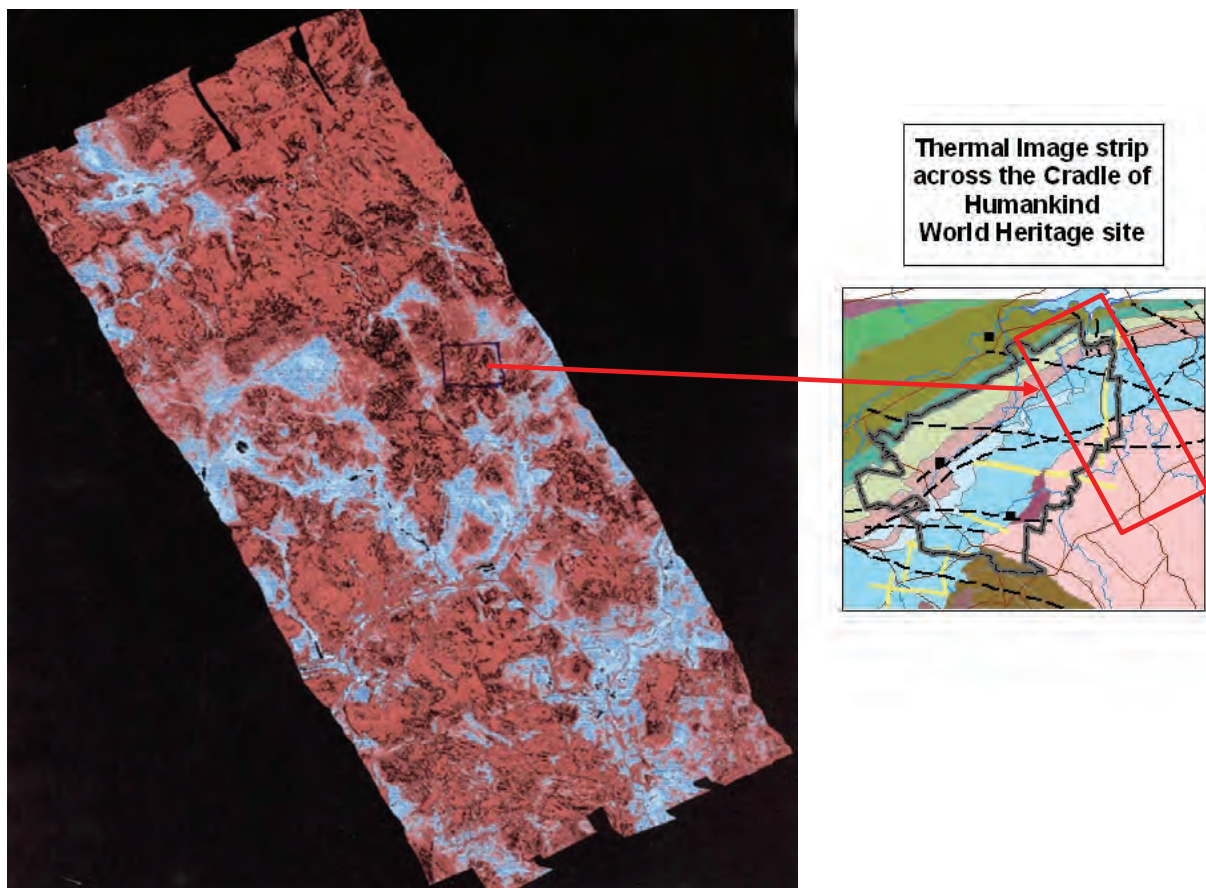 Thermal Image strip
across the Cradle of
Humankind
World Heritage site